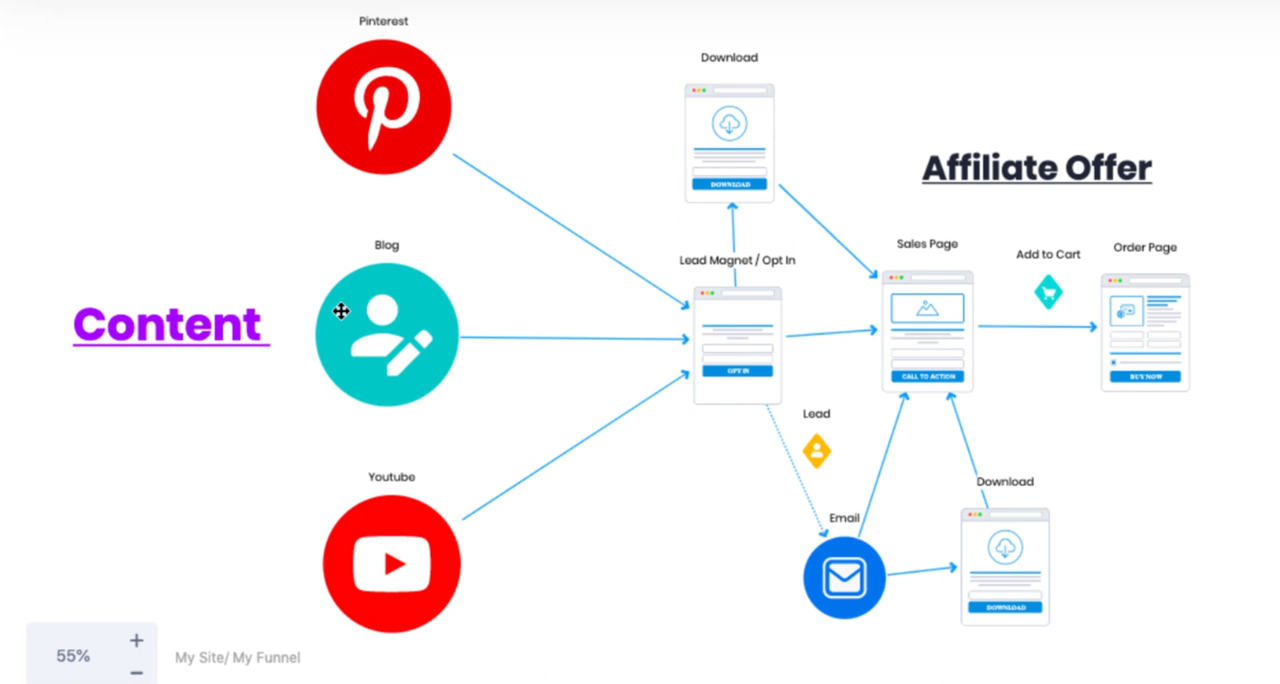 Pinterest
Download
DOWNLOAD
Affiliate Offer
Blog
Lead Magnet / Opt In
Sales Page
Add to Cart
Order Page
Content
OPT IN
CALL TO ACTION
BUY NOW
Lead
Youtube
Download
Email
DOWNLOAD
55%
+
−
My Site/ My Funnel